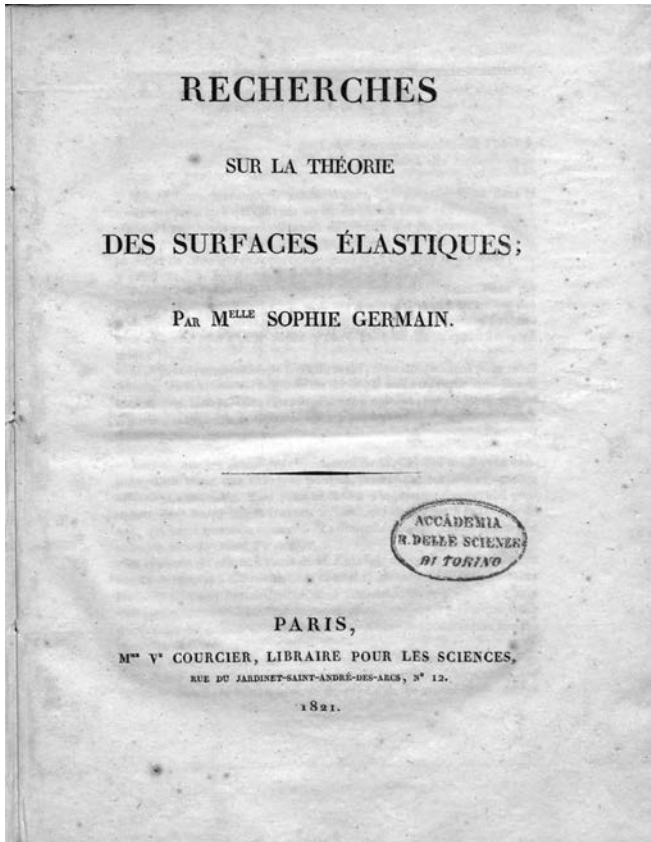 RECHERCHES
SUR LA THÉORIE
DES SURFACES ÉLASTIQUES;
PAR MELLE SOPHIE GERMAIN.
ACCADEMIA
R. DELLE SCIENZE
DI TORINO
PARIS,
Mme Ve COURCIER, LIBRAIRE POUR LES SCIENCES,
RUE DU JARDINET-SAINT-ANDRÉ-DES-ARCS, N° 12.
1821.